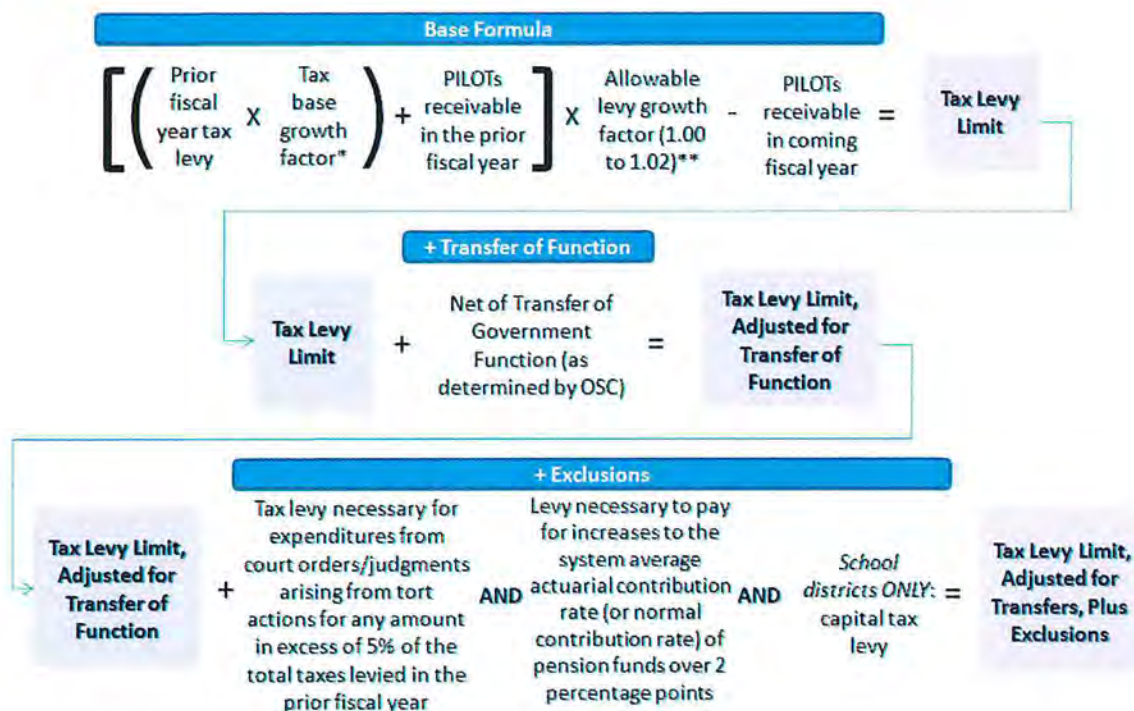 Base Formula
[(Prior
fiscal
year tax
levy
X
Tax
base
growth
factor*)
+
PILOTs
receivable
in the prior
fiscal year]
X
Allowable
levy growth
factor (1.00
to 1.02)**
-
PILOTs
receivable
in coming
fiscal year
=
Tax Levy
Limit
+ Transfer of Function
Tax Levy
Limit
+
Net of Transfer of
Government
Function (as
determined by OSC)
=
Tax Levy Limit,
Adjusted for
Transfer of
Function
+ Exclusions
Tax Levy Limit,
Adjusted for
Transfer of
Function
+
Tax levy necessary for
expenditures from
court orders/judgments
arising from tort
actions for any amount
in excess of 5% of the
total taxes levied in the
prior fiscal year
AND
Levy necessary to pay
for increases to the
system average
actuarial contribution
rate (or normal
contribution rate) of
pension funds over 2
percentage points
AND
School
districts ONLY:
capital tax
levy
=
Tax Levy Limit,
Adjusted for
Transfers, Plus
Exclusions